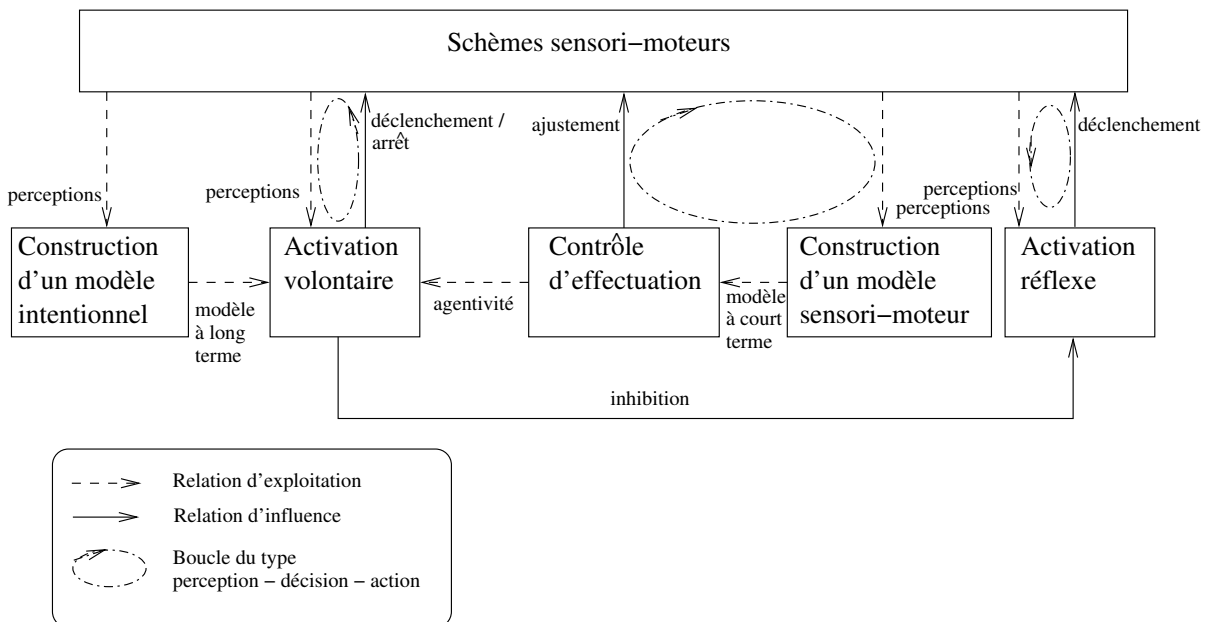 Schèmes sensori−moteurs
déclenchement /
arrêt
ajustement
déclenchement
perceptions
perceptions
perceptions
perceptions
Construction
d'un modèle
intentionnel
Activation
volontaire
Contrôle
d'effectuation
Construction
d'un modèle
sensori−moteur
Activation
réflexe
modèle
à long
terme
agentivité
modèle
à court
terme
inhibition
Relation d'exploitation
Relation d'influence
Boucle du type
perception − décision − action